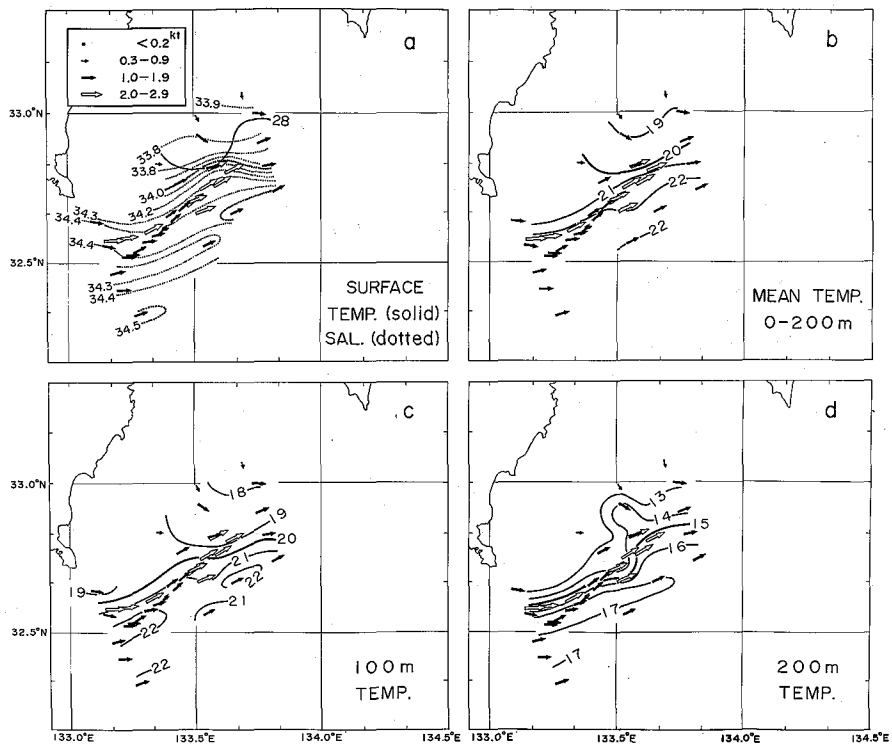 a
<0.2 kt
0.3-0.9
1.0-1.9
2.0-2.9
33.0°N
32.5°N
33.9
28
33.8
33.8
34.0
34.2
34.3
34.4
34.4
34.3
34.4
34.5
SURFACE
TEMP. (solid)
SAL. (dotted)
b
19
20
21
22
22
MEAN TEMP.
0-200m
c
33.0°N
32.5°N
18
19
20
21
22
21
19
22
22
100m
TEMP.
133.0°E
133.5°E
134.0°E
134.5°E
d
13
14
15
16
17
17
200m
TEMP.
133.0°E
133.5°E
134.0°E
134.5°E